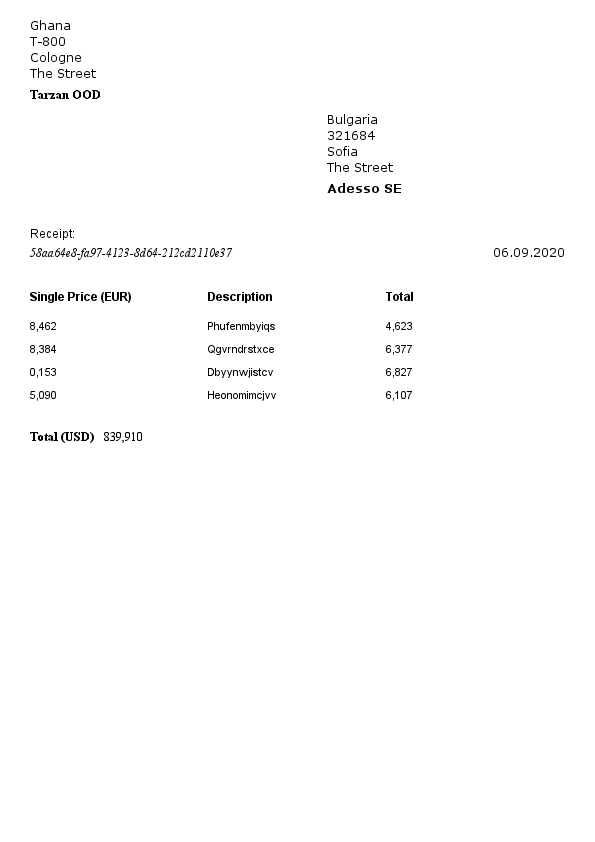 Ghana
T-800
Cologne
The Street
Tarzan OOD
Bulgaria
321684
Sofia
The Street
Adesso SE
Receipt:
58aa64e8-fa97-4123-8d64-212cd2110e37 06.09.2020
Single Price (EUR) Description Total
8,462 Phufenmbyiqs 4,623
8,384 Qgvrndrstxce 6,377
0,153 Dbyynwjistcv 6,827
5,090 Heonomimcjvv 6,107
Total (USD) 839,910